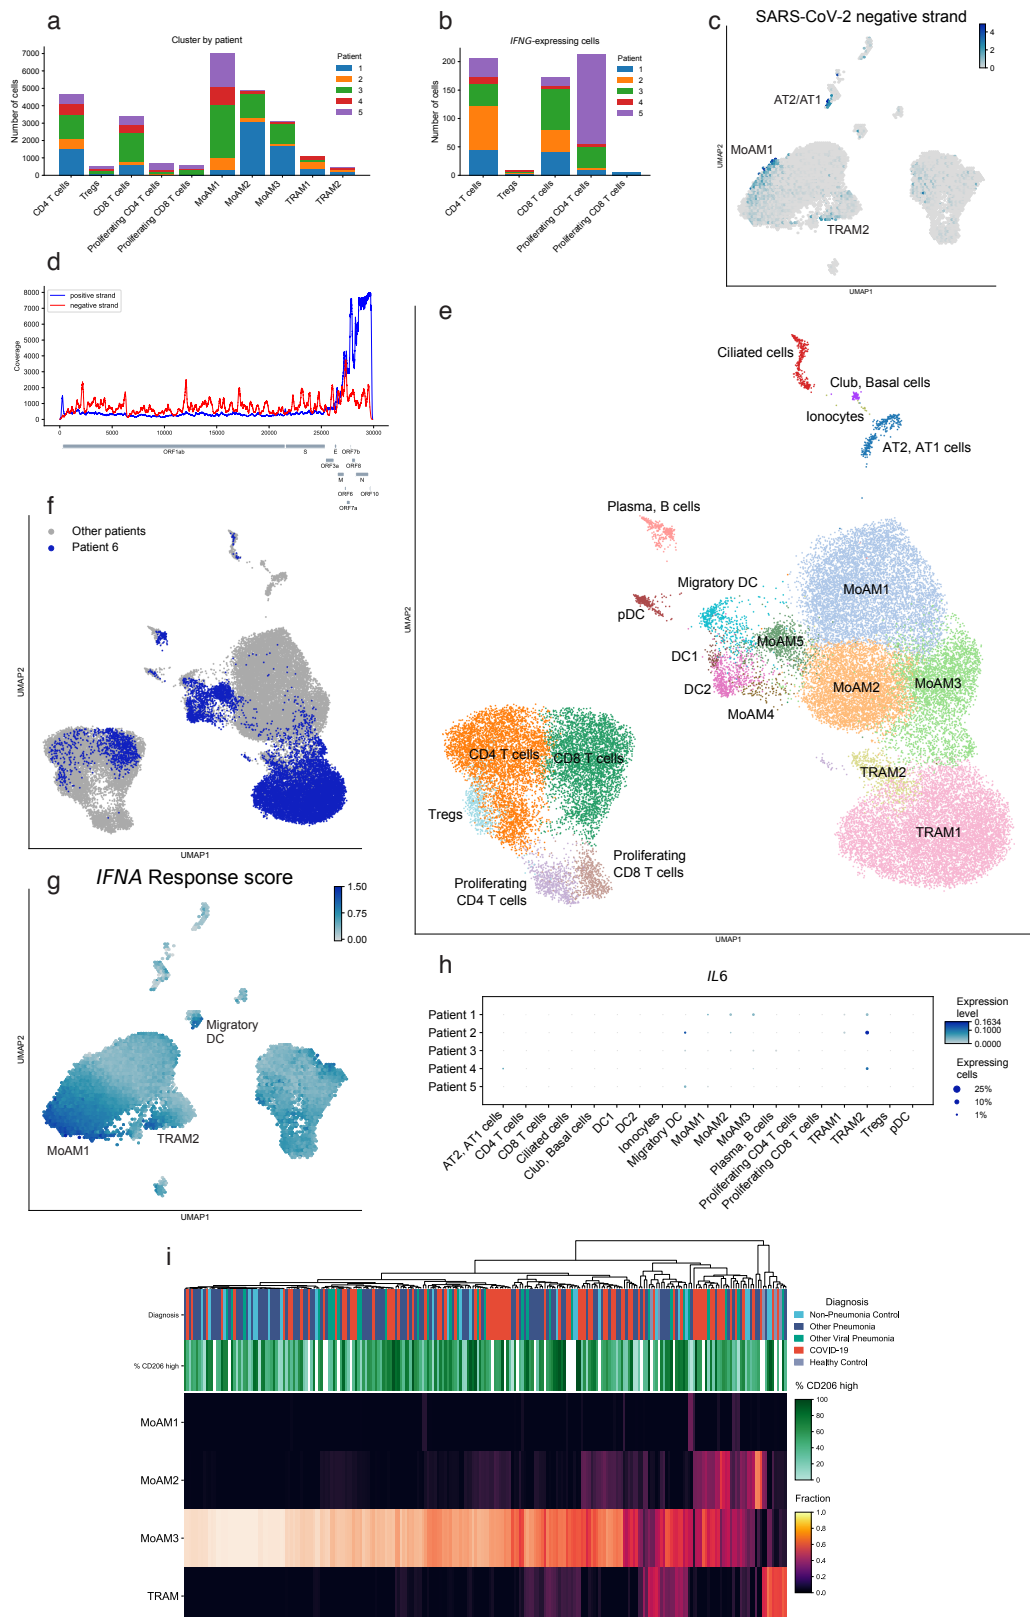 a
Cluster by patient
Number of cells
7000
6000
5000
4000
3000
2000
1000
0
Patient
1
2
3
4
5
CD4 T cells
Tregs
CD8 T cells
Proliferating CD4 T cells
Proliferating CD8 T cells
MoAM1
MoAM2
MoAM3
TRAM1
TRAM2
b
IFNG-expressing cells
Number of cells
200
150
100
50
0
Patient
1
2
3
4
5
CD4 T cells
Tregs
CD8 T cells
Proliferating CD4 T cells
Proliferating CD8 T cells
c
SARS-CoV-2 negative strand
4
2
0
AT2/AT1
MoAM1
TRAM2
UMAP2
UMAP1
d
positive strand
negative strand
Coverage
8000
7000
6000
5000
4000
3000
2000
1000
0
0 5000 10000 15000 20000 25000 30000
ORF1ab
S
E
ORF7b
ORF3a
ORF8
M
N
ORF6
ORF10
ORF7a
e
Ciliated cells
Club, Basal cells
Ionocytes
AT2, AT1 cells
Plasma, B cells
Migratory DC
MoAM1
pDC
MoAM5
DC1
DC2
MoAM2
MoAM3
MoAM4
CD4 T cells
CD8 T cells
TRAM2
Tregs
TRAM1
Proliferating
CD8 T cells
Proliferating
CD4 T cells
UMAP2
UMAP1
f
Other patients
Patient 6
UMAP2
UMAP1
g
IFNA Response score
1.50
0.75
0.00
Migratory
DC
TRAM2
MoAM1
UMAP2
UMAP1
h
IL6
Patient 1
Patient 2
Patient 3
Patient 4
Patient 5
AT2, AT1 cells
CD4 T cells
CD8 T cells
Ciliated cells
Club, Basal cells
DC1
DC2
Ionocytes
Migratory DC
MoAM1
MoAM2
MoAM3
Plasma, B cells
Proliferating CD4 T cells
Proliferating CD8 T cells
TRAM1
TRAM2
Tregs
pDC
Expression
level
0.1634
0.1000
0.0000
Expressing
cells
25%
10%
1%
i
Diagnosis
% CD206 high
MoAM1
MoAM2
MoAM3
TRAM
Diagnosis
Non-Pneumonia Control
Other Pneumonia
Other Viral Pneumonia
COVID-19
Healthy Control
% CD206 high
100
80
60
40
20
0
Fraction
1.0
0.8
0.6
0.4
0.2
0.0